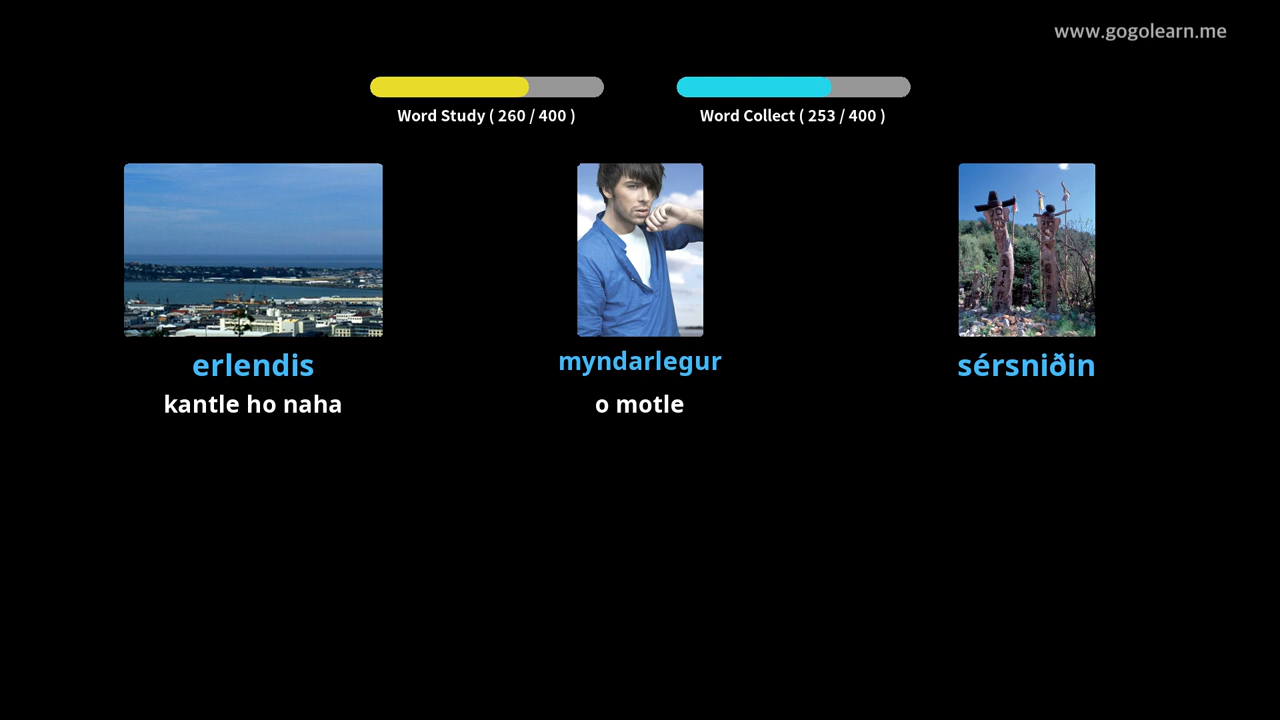 www.gogolearn.me
Word Study ( 260 / 400 )
Word Collect ( 253 / 400 )
erlendis
myndarlegur
sérsniðin
kantle ho naha
o motle